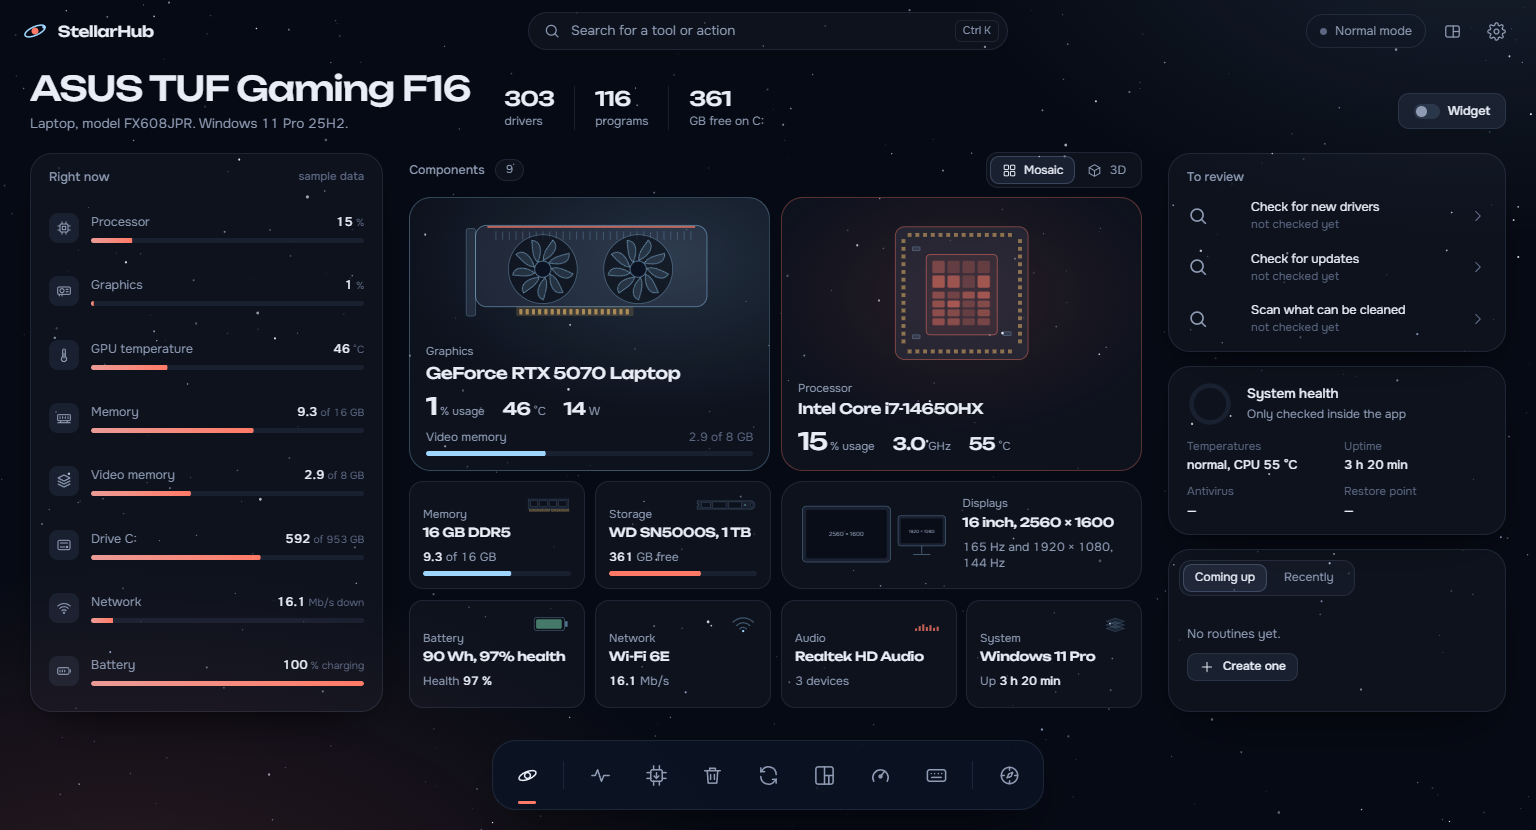 StellarHub
Search for a tool or action
Ctrl K
Normal mode
ASUS TUF Gaming F16
Laptop, model FX608JPR. Windows 11 Pro 25H2.
303
drivers
116
programs
361
GB free on C:
Widget
Right now
sample data
Processor
15 %
Graphics
1 %
GPU temperature
46 °C
Memory
9.3 of 16 GB
Video memory
2.9 of 8 GB
Drive C:
592 of 953 GB
Network
16.1 Mb/s down
Battery
100 % charging
Components 9
Mosaic
3D
Graphics
GeForce RTX 5070 Laptop
1 % usage 46 °C 14 W
Video memory
2.9 of 8 GB
Processor
Intel Core i7-14650HX
15 % usage 3.0 GHz 55 °C
Memory
16 GB DDR5
9.3 of 16 GB
Storage
WD SN5000S, 1 TB
361 GB free
2560 × 1600
1920 × 1080
Displays
16 inch, 2560 × 1600
165 Hz and 1920 × 1080,
144 Hz
Battery
90 Wh, 97% health
Health 97 %
Network
Wi-Fi 6E
16.1 Mb/s
Audio
Realtek HD Audio
3 devices
System
Windows 11 Pro
Up 3 h 20 min
To review
Check for new drivers
not checked yet
Check for updates
not checked yet
Scan what can be cleaned
not checked yet
System health
Only checked inside the app
Temperatures
normal, CPU 55 °C
Uptime
3 h 20 min
Antivirus
–
Restore point
–
Coming up
Recently
No routines yet.
Create one